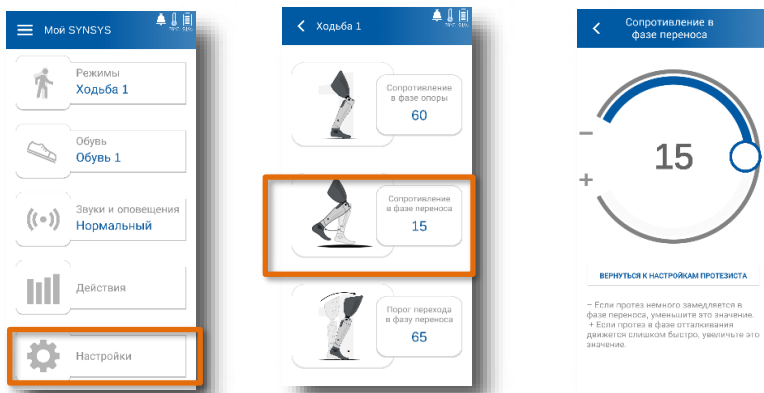 Мой SYNSYS
Режимы
Ходьба 1
Обувь
Обувь 1
Звуки и оповещения
Нормальный
Действия
Настройки
Ходьба 1
Сопротивление
в фазе опоры
60
Сопротивление
в фазе переноса
15
Порог перехода
в фазу переноса
65
Сопротивление в
фазе переноса
−
15
+
ВЕРНУТЬСЯ К НАСТРОЙКАМ ПРОТЕЗИСТА
− Если протез немного замедляется в
фазе переноса, уменьшите это значение.
+ Если протез в фазе отталкивания
движется слишком быстро, увеличьте это
значение.